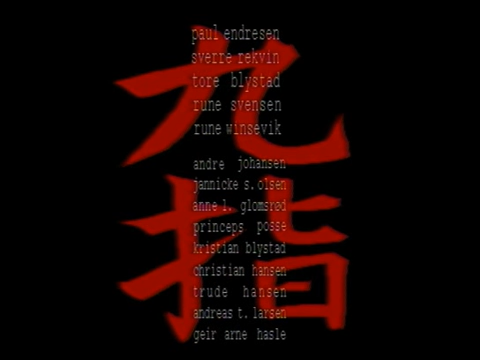 九指
paul endresen
sverre rekvin
tore blystad
rune svensen
rune winsevik
andre johansen
jannicke s. olsen
anne l. glomsrød
princeps posse
kristian blystad
christian hansen
trude hansen
andreas t. larsen
geir arne hasle